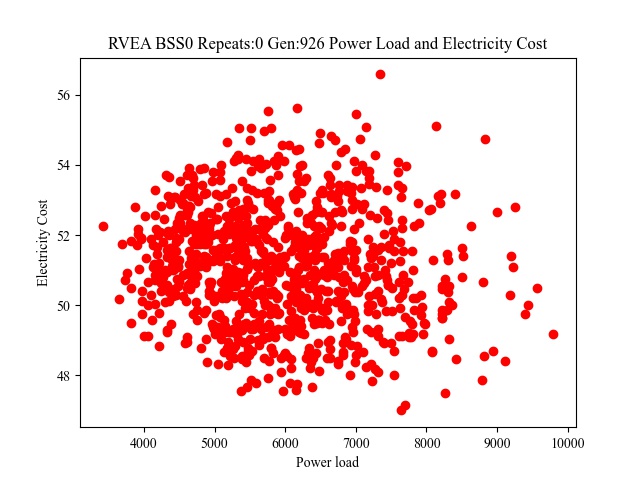 RVEA BSS0 Repeats:0 Gen:926 Power Load and Electricity Cost
56
54
52
50
48
Electricity Cost
4000 5000 6000 7000 8000 9000 10000
Power load